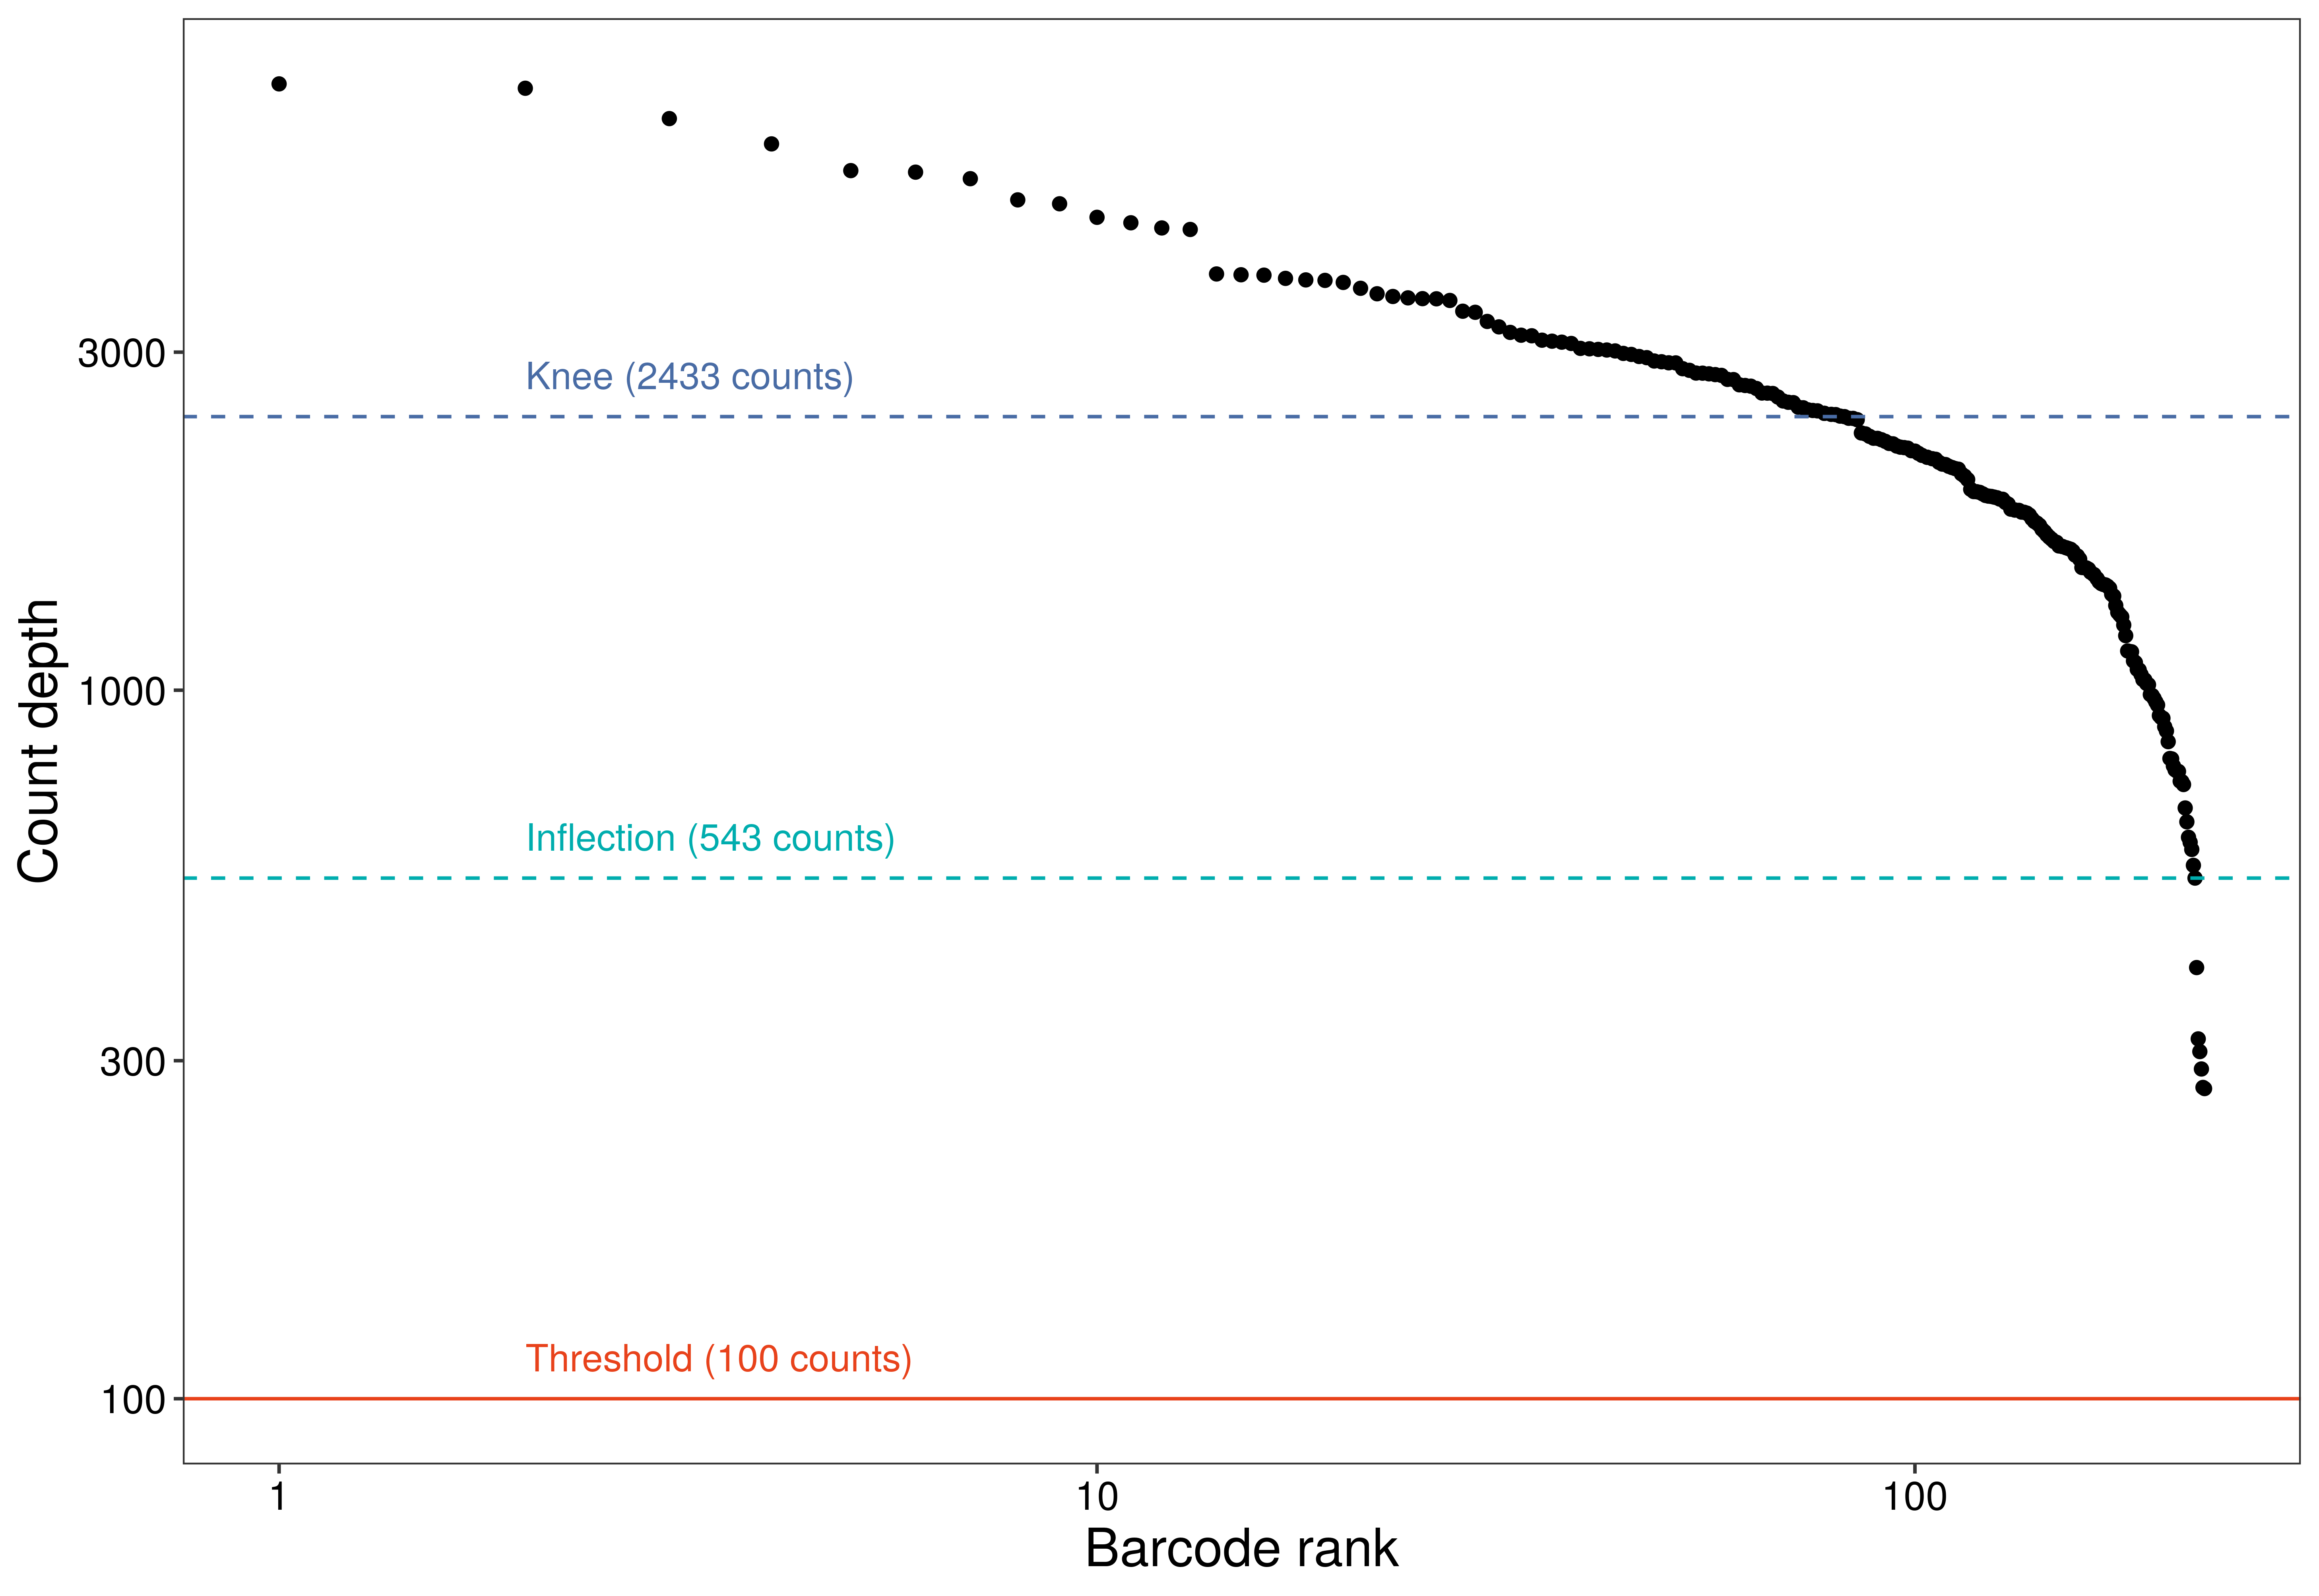 3000
Knee (2433 counts)
1000
Count depth
Inflection (543 counts)
300
Threshold (100 counts)
100
1 10 100
Barcode rank